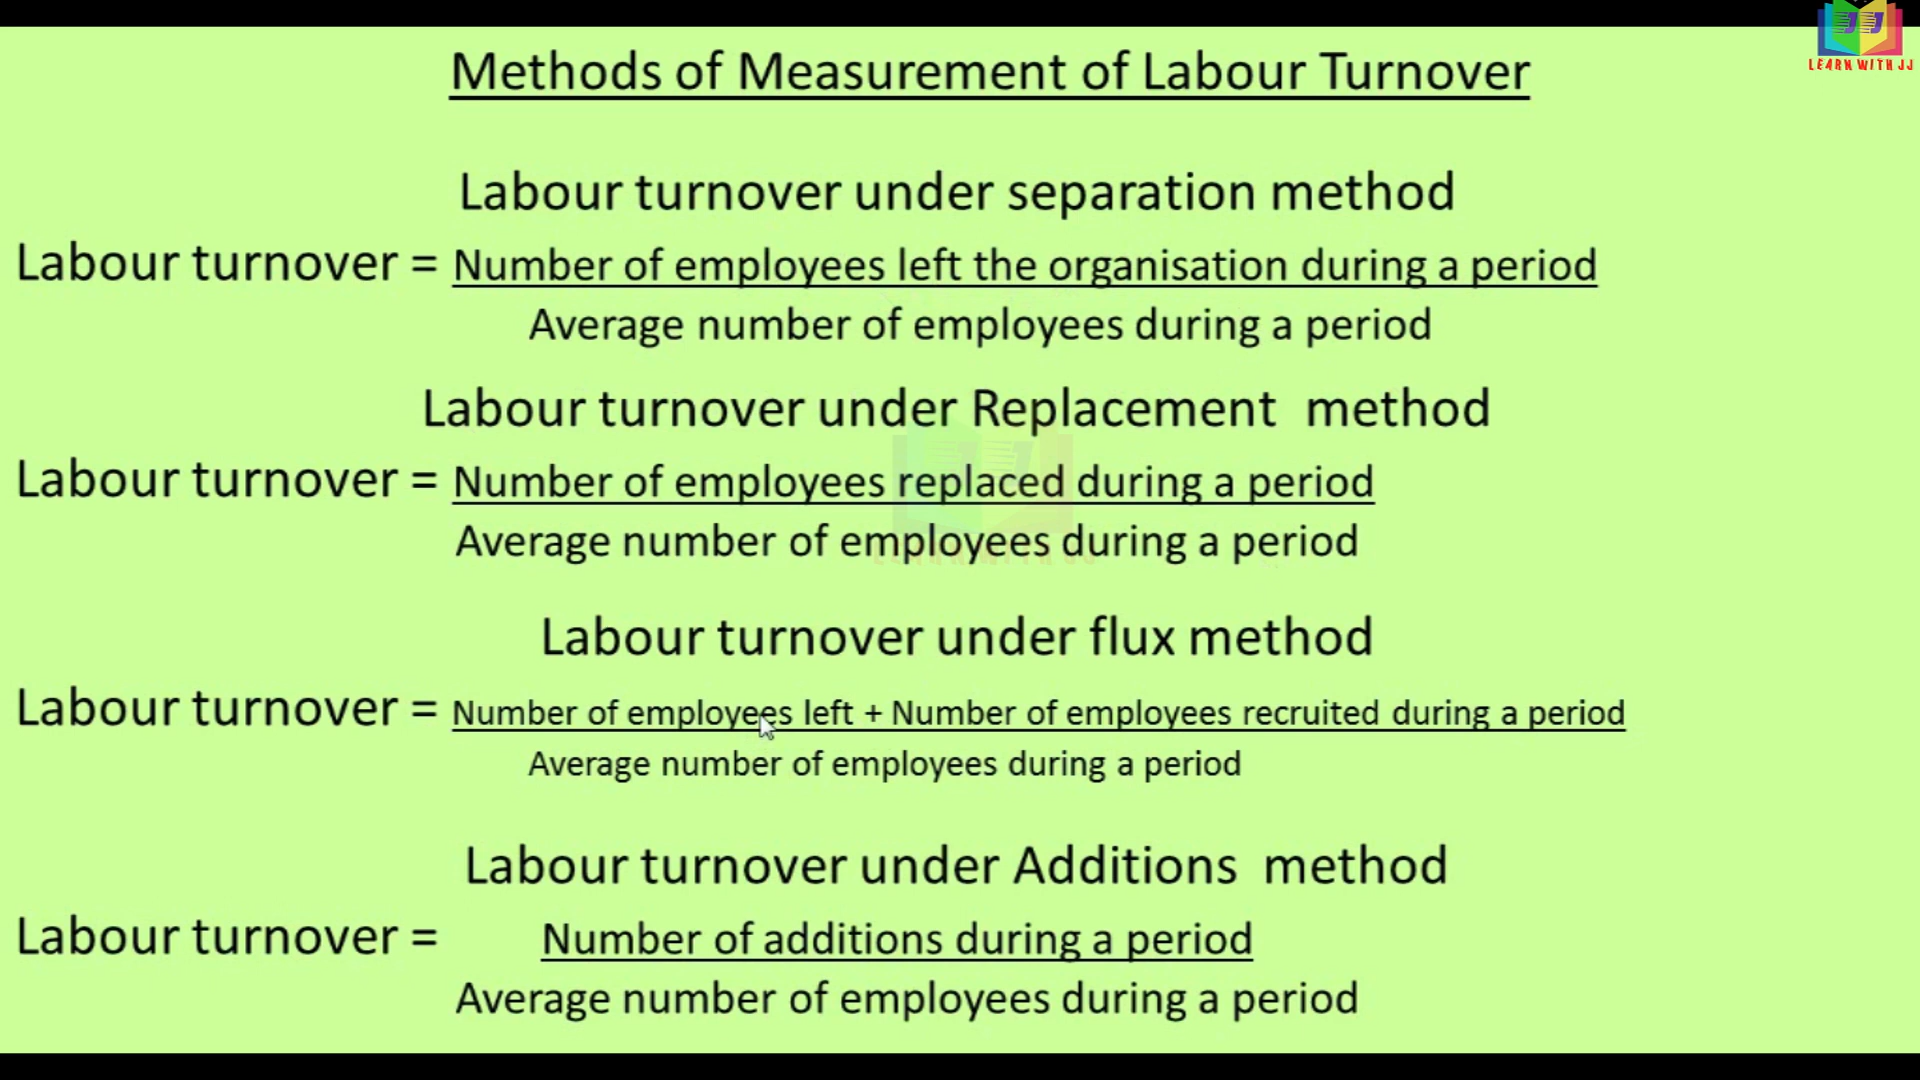 LEARN WITH JJ
Methods of Measurement of Labour Turnover
Labour turnover under separation method
Labour turnover = Number of employees left the organisation during a period
Average number of employees during a period
Labour turnover under Replacement method
Labour turnover = Number of employees replaced during a period
Average number of employees during a period
LEARN WITH JJ
Labour turnover under flux method
Labour turnover = Number of employees left + Number of employees recruited during a period
Average number of employees during a period
Labour turnover under Additions method
Labour turnover = Number of additions during a period
Average number of employees during a period